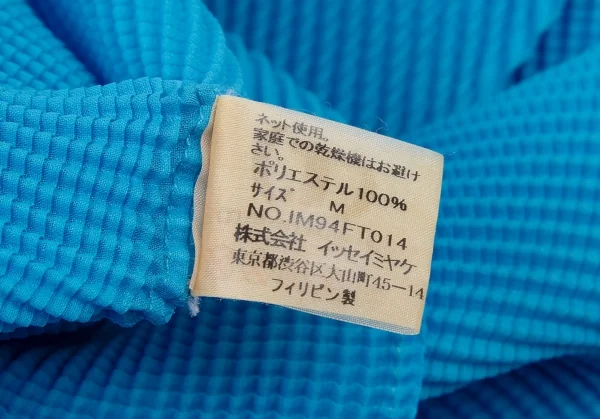 ネット使用。
家庭での乾燥機はお避け
さい。
ポリエステル100%
サイズ M
NO.IM94FT014
株式会社 イッセイミヤケ
東京都渋谷区大山町45-14
フィリピン製